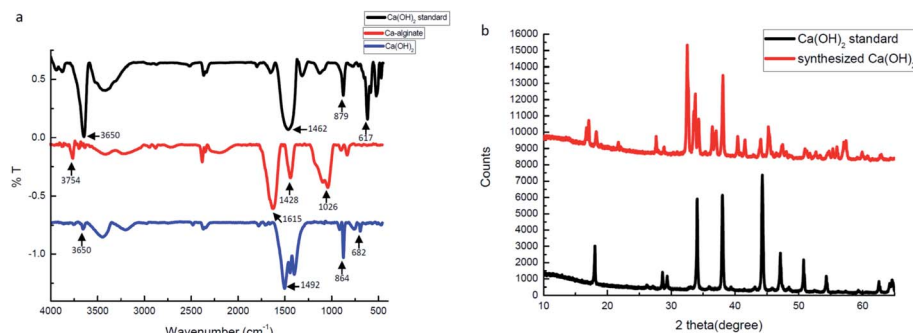 a
Ca(OH)2 standard
Ca-alginate
Ca(OH)2
% T
0.5
0.0
-0.5
-1.0
3650
1462
879
617
3754
1615
1428
1026
3650
1492
864
682
4000 3500 3000 2500 2000 1500 1000 500
Wavenumber (cm-1)
b
Ca(OH)2 standard
synthesized Ca(OH)2
Counts
16000
15000
14000
13000
12000
11000
10000
9000
8000
7000
6000
5000
4000
3000
2000
1000
0
10 20 30 40 50 60
2 theta(degree)